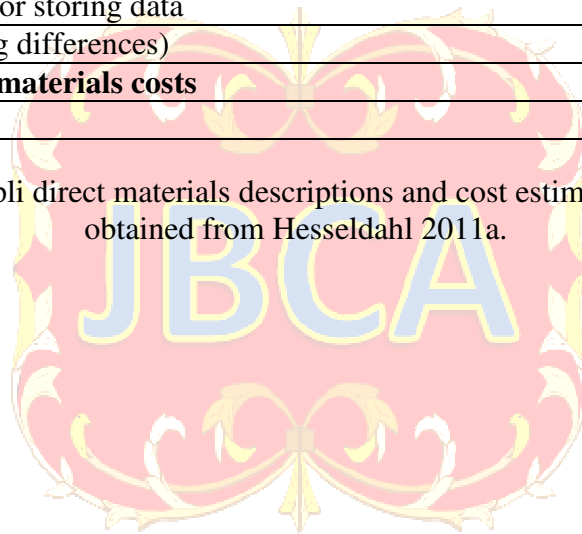 or storing data
g differences)
materials costs
oli direct materials descriptions and cost estim
obtained from Hesseldahl 2011a.
JBCA